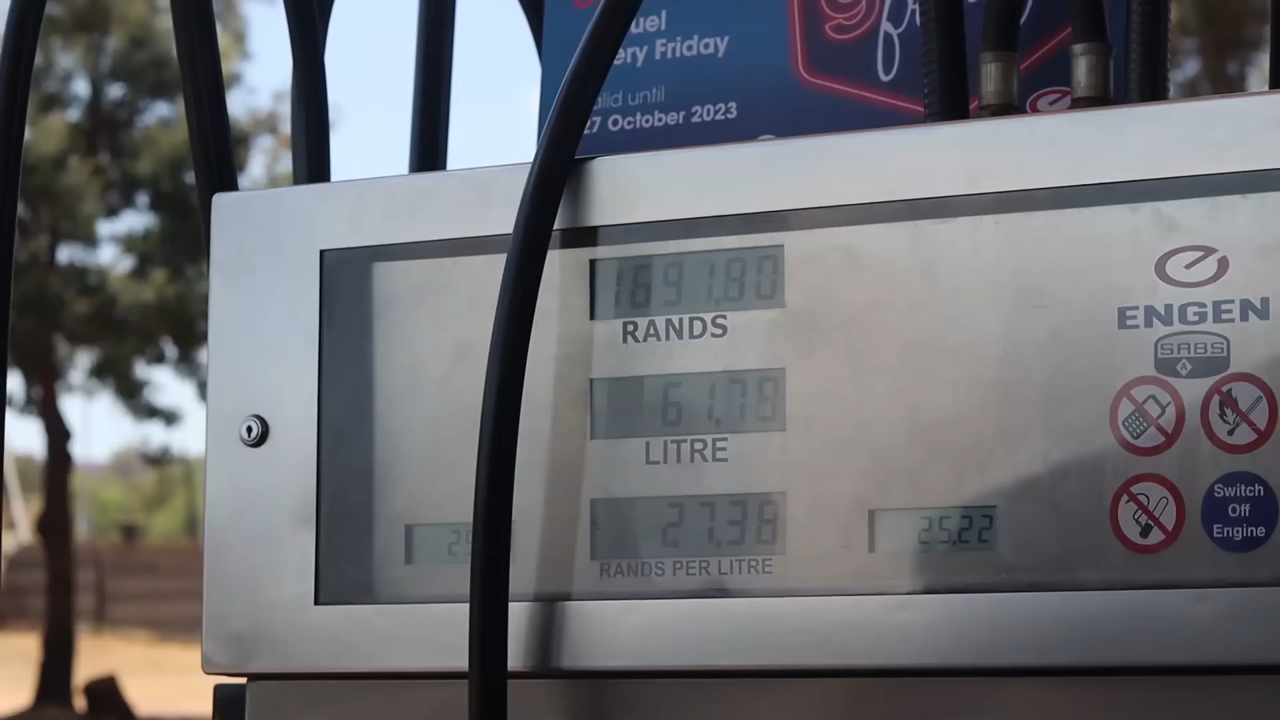 uel
ery Friday
alid until
27 October 2023
1691,80
RANDS
ENGEN
SABS
A
61,78
LITRE
27,38
25,22
RANDS PER LITRE
Switch
Off
Engine